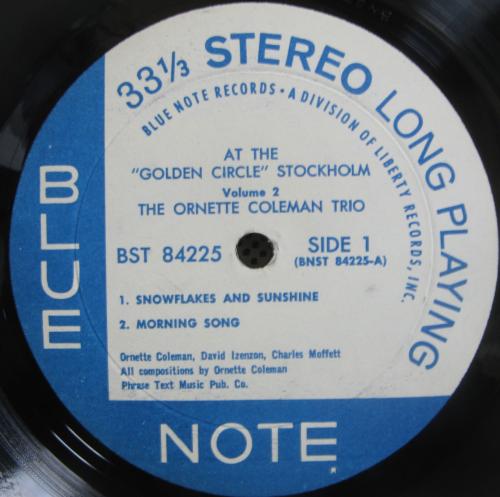 33⅓ STEREO LONG PLAYING
BLUE NOTE RECORDS • A DIVISION OF LIBERTY RECORDS, INC.
AT THE
"GOLDEN CIRCLE" STOCKHOLM
Volume 2
THE ORNETTE COLEMAN TRIO
BST 84225
SIDE 1
(BNST 84225-A)
1. SNOWFLAKES AND SUNSHINE
2. MORNING SONG
Ornette Coleman, David Izenzon, Charles Moffett
All compositions by Ornette Coleman
Phrase Text Music Pub. Co.
BLUE
NOTE